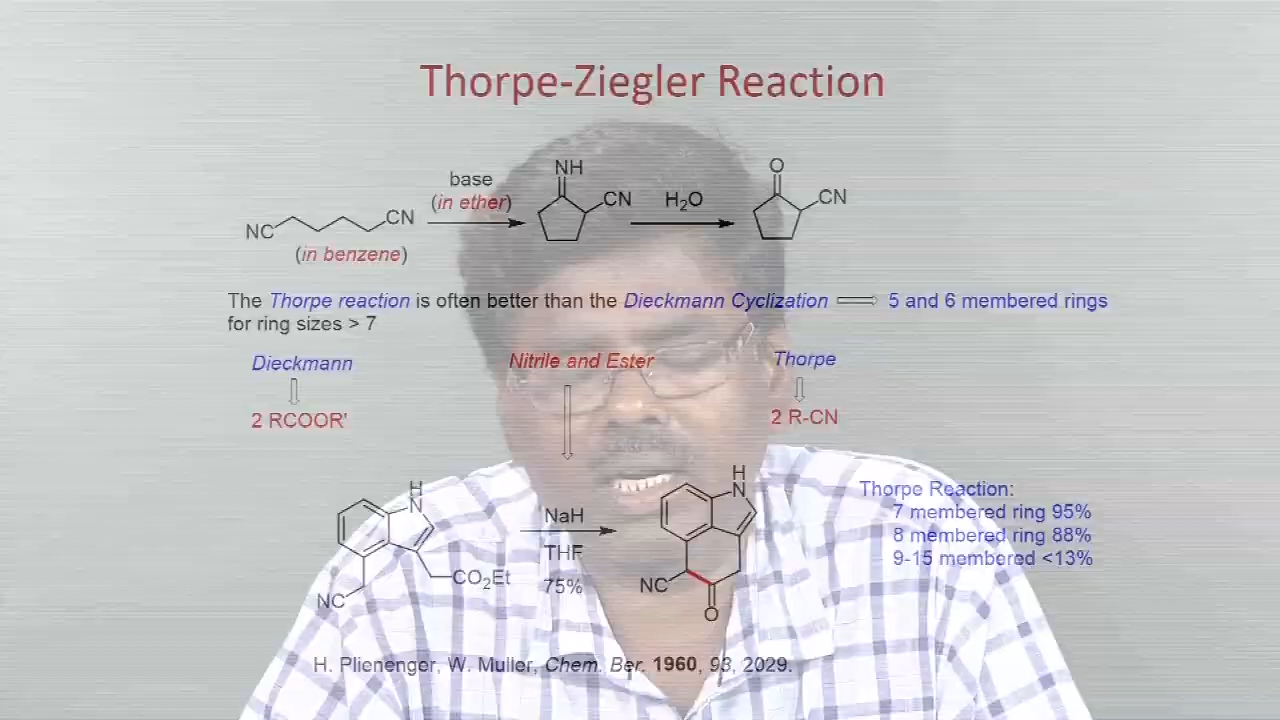 Thorpe-Ziegler Reaction
NH
O
base
(in ether)
CN
H₂O
CN
NC
CN
(in benzene)
The Thorpe reaction is often better than the Dieckmann Cyclization ⟹ 5 and 6 membered rings
for ring sizes > 7
Dieckmann
Nitrile and Ester
Thorpe
2 RCOOR'
2 R-CN
H
N
H
N
Thorpe Reaction:
7 membered ring 95%
8 membered ring 88%
9-15 membered <13%
NaH
THF
75%
CO₂Et
NC
NC
O
H. Plienenger, W. Muller, Chem. Ber. 1960, 93, 2029.